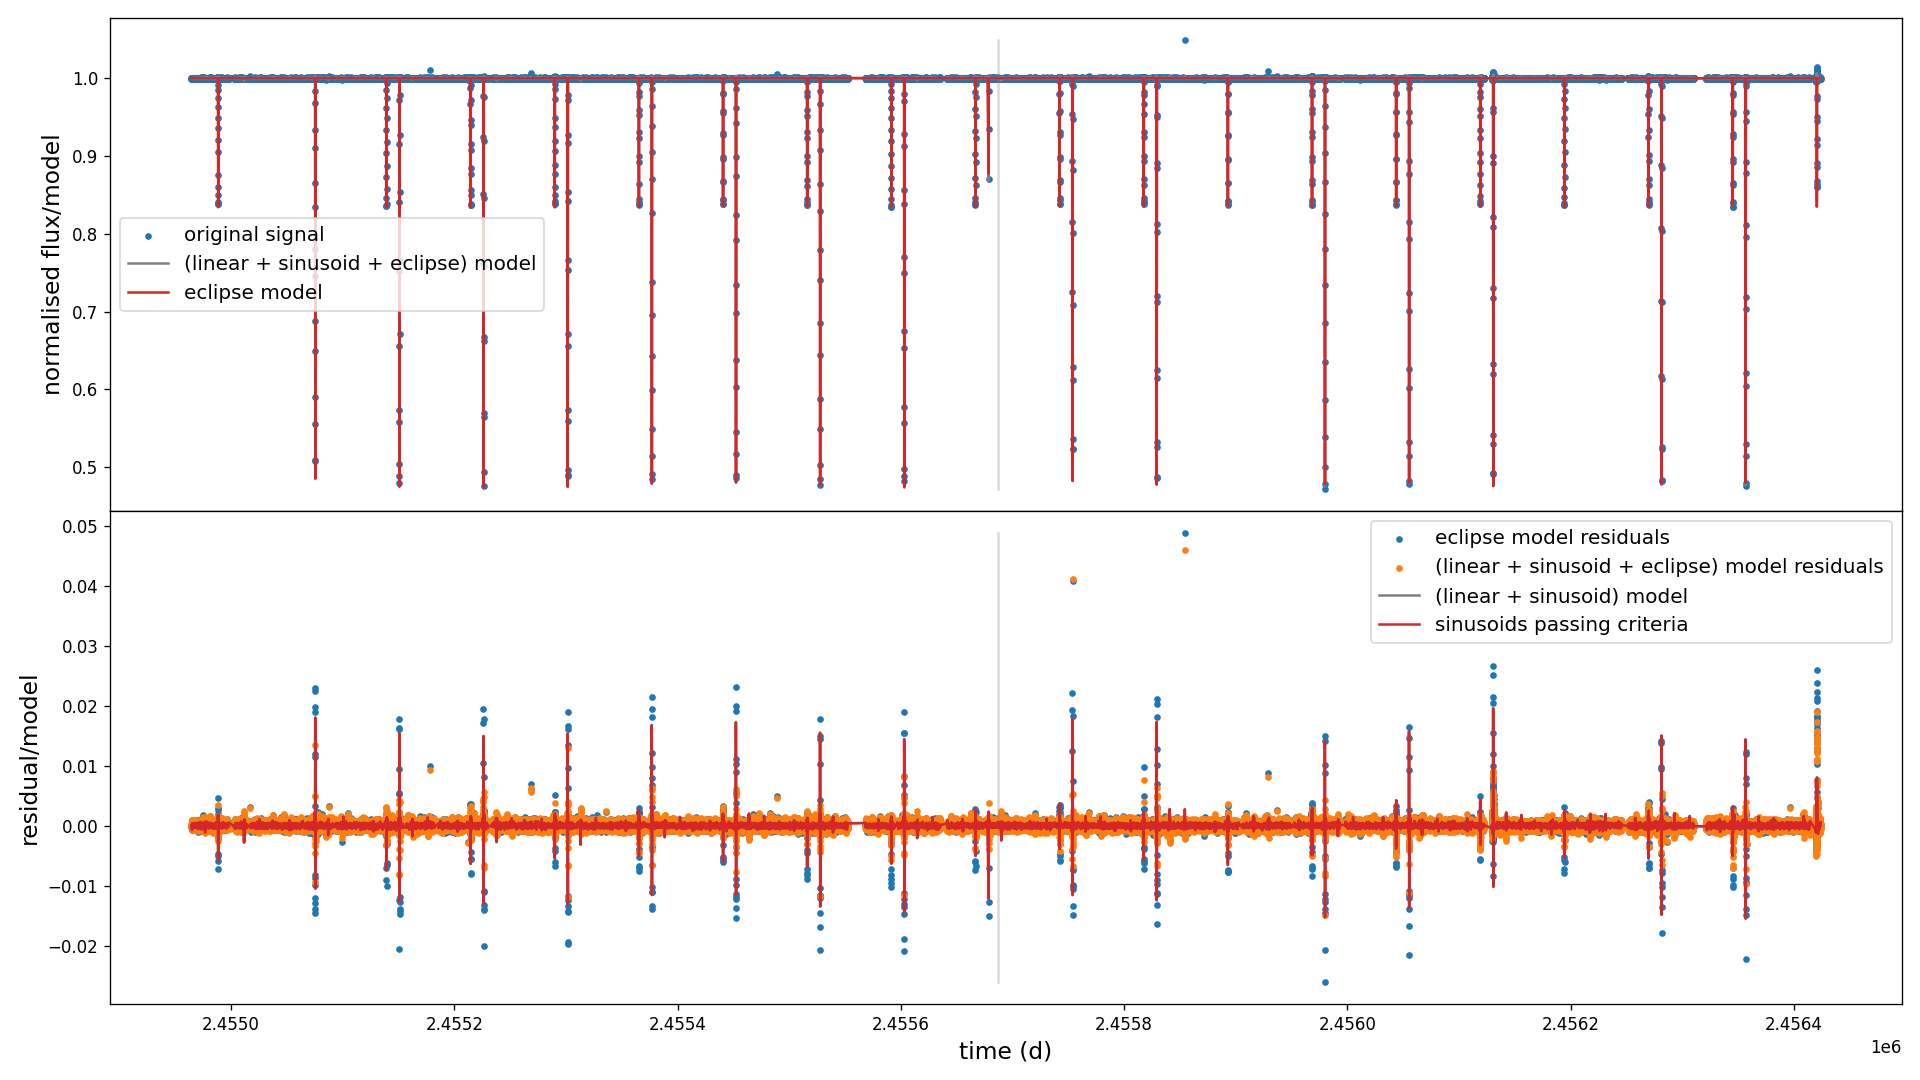 normalised flux/model
1.0
0.9
0.8
0.7
0.6
0.5
original signal
(linear + sinusoid + eclipse) model
eclipse model
residual/model
0.05
0.04
0.03
0.02
0.01
0.00
−0.01
−0.02
eclipse model residuals
(linear + sinusoid + eclipse) model residuals
(linear + sinusoid) model
sinusoids passing criteria
2.4550 2.4552 2.4554 2.4556 2.4558 2.4560 2.4562 2.4564
1e6
time (d)